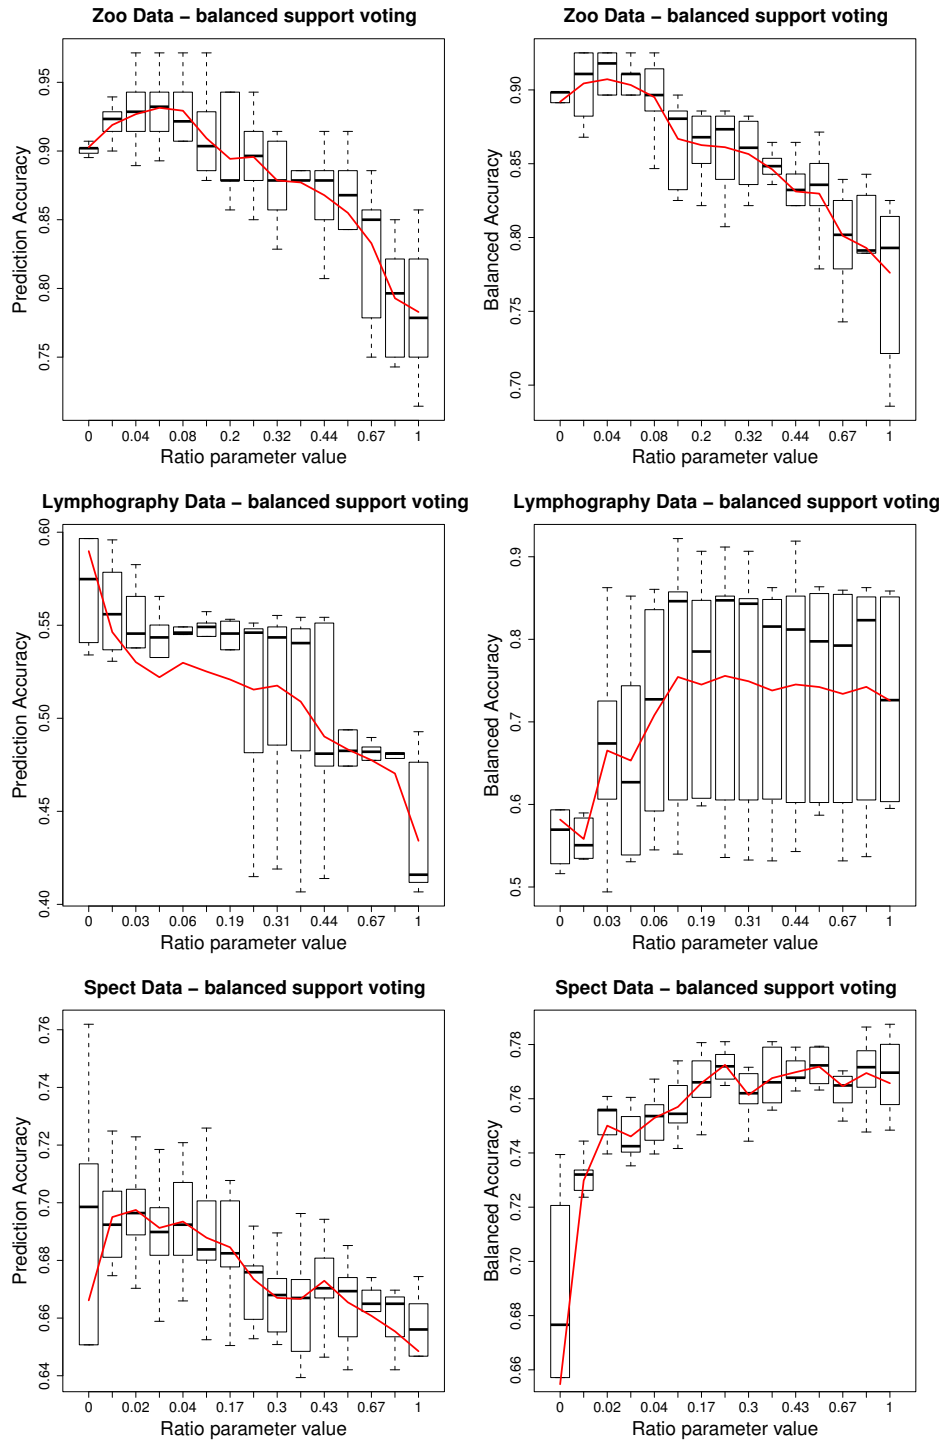 Zoo Data – balanced support voting
Prediction Accuracy
0.95
0.90
0.85
0.80
0.75
0 0.04 0.08 0.2 0.32 0.44 0.67 1
Ratio parameter value
Zoo Data – balanced support voting
Balanced Accuracy
0.90
0.85
0.80
0.75
0.70
0 0.04 0.08 0.2 0.32 0.44 0.67 1
Ratio parameter value
Lymphography Data – balanced support voting
Prediction Accuracy
0.60
0.55
0.50
0.45
0.40
0 0.03 0.06 0.19 0.31 0.44 0.67 1
Ratio parameter value
Lymphography Data – balanced support voting
Balanced Accuracy
0.9
0.8
0.7
0.6
0.5
0 0.03 0.06 0.19 0.31 0.44 0.67 1
Ratio parameter value
Spect Data – balanced support voting
Prediction Accuracy
0.76
0.74
0.72
0.70
0.68
0.66
0.64
0 0.02 0.04 0.17 0.3 0.43 0.67 1
Ratio parameter value
Spect Data – balanced support voting
Balanced Accuracy
0.78
0.76
0.74
0.72
0.70
0.68
0.66
0 0.02 0.04 0.17 0.3 0.43 0.67 1
Ratio parameter value